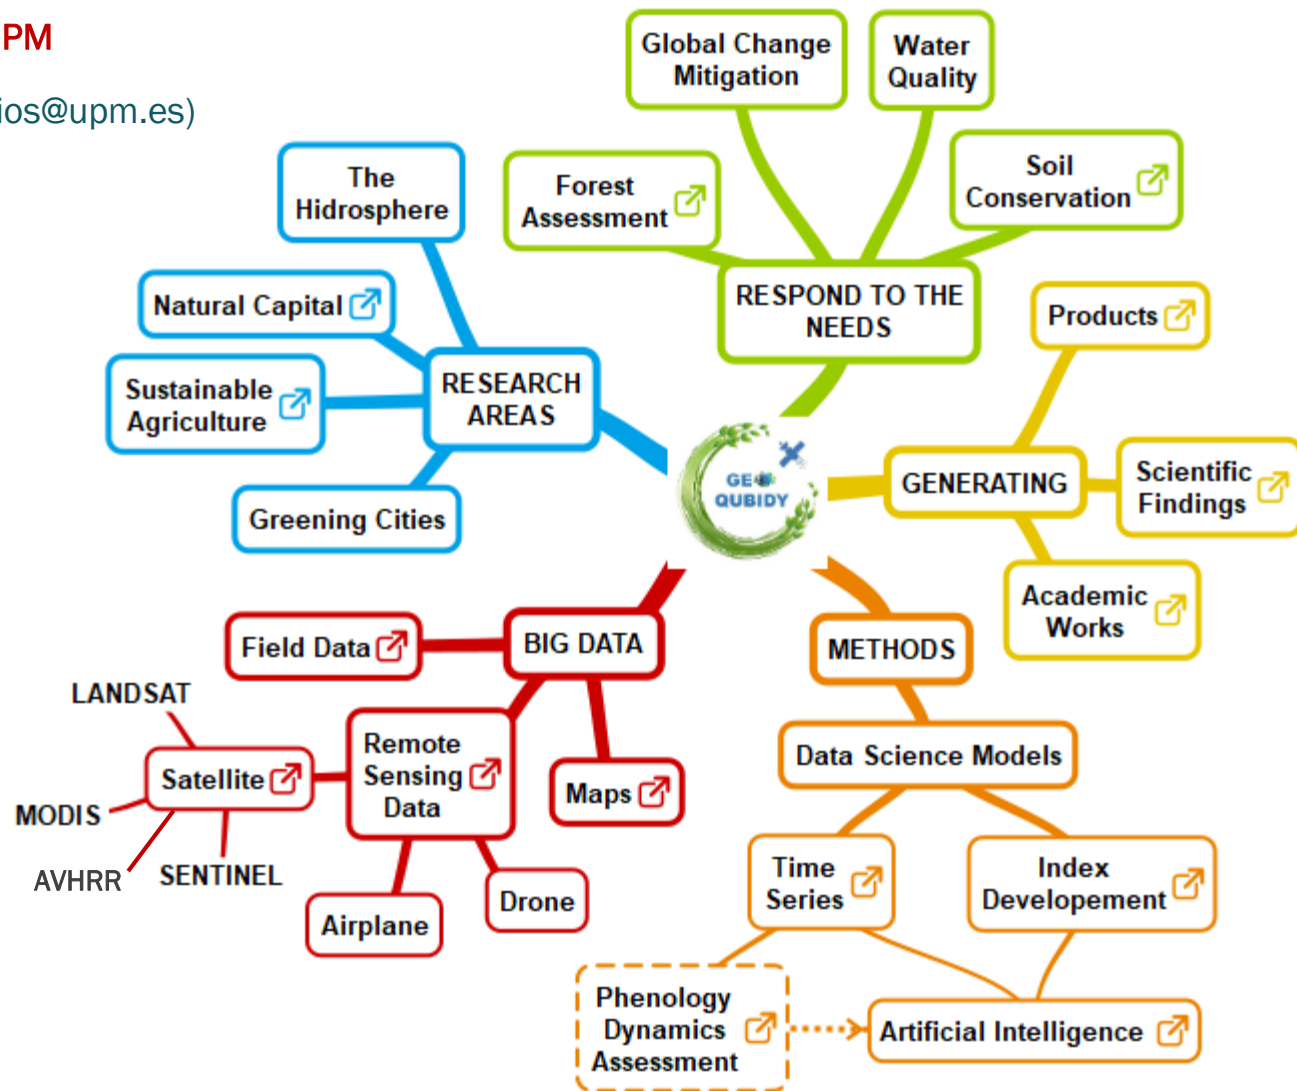 PM
ios@upm.es)
Global Change
Mitigation
Water
Quality
Forest
Assessment
Soil
Conservation
RESPOND TO THE
NEEDS
The
Hidrosphere
Natural Capital
Sustainable
Agriculture
RESEARCH
AREAS
Greening Cities
Products
GENERATING
Scientific
Findings
Academic
Works
GEO
QUBIDY
BIG DATA
Field Data
LANDSAT
Satellite
MODIS
AVHRR
SENTINEL
Remote
Sensing
Data
Maps
Airplane
Drone
METHODS
Data Science Models
Time
Series
Index
Developement
Phenology
Dynamics
Assessment
Artificial Intelligence